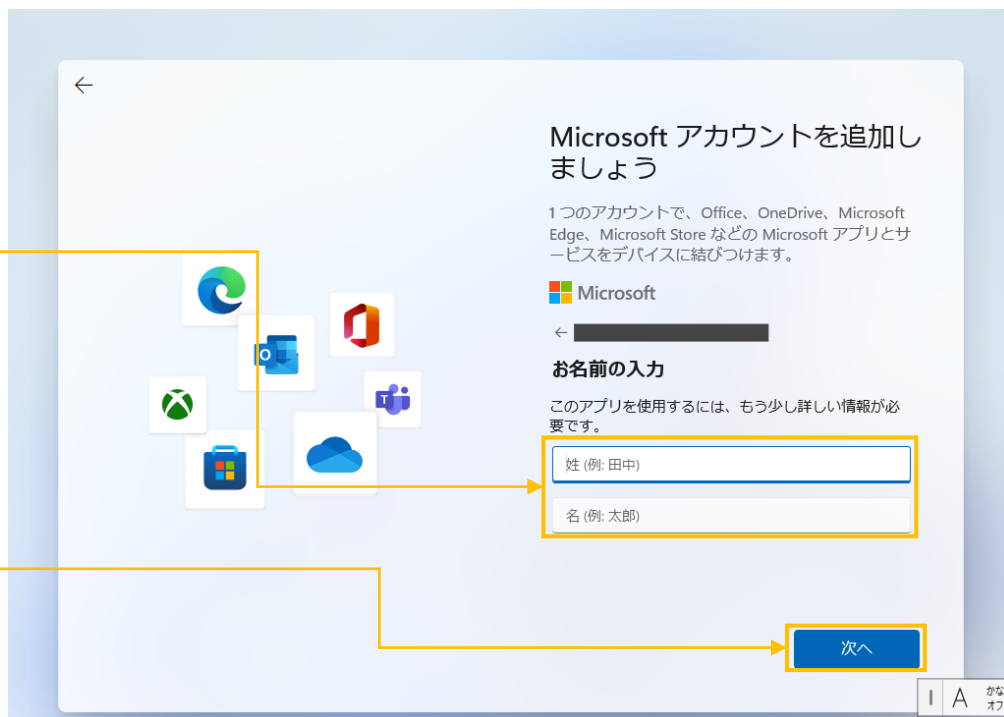 Microsoft アカウントを追加し
ましょう
1 つのアカウントで、Office、OneDrive、Microsoft
Edge、Microsoft Store などの Microsoft アプリとサ
ービスをデバイスに結びつけます。
Microsoft
お名前の入力
このアプリを使用するには、もう少し詳しい情報が必
要です。
姓 (例: 田中)
名 (例: 太郎)
次へ
A かな
オフ